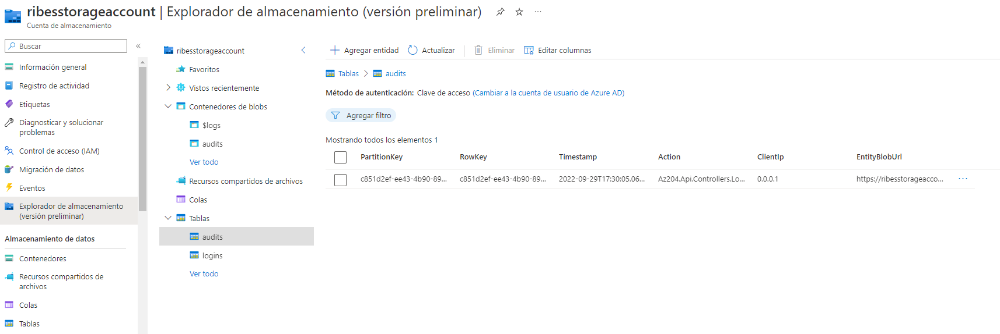 ribesstorageaccount | Explorador de almacenamiento (versión preliminar)
Cuenta de almacenamiento
Buscar
Información general
Registro de actividad
Etiquetas
Diagnosticar y solucionar
problemas
Control de acceso (IAM)
Migración de datos
Eventos
Explorador de almacenamiento
(versión preliminar)
Almacenamiento de datos
Contenedores
Recursos compartidos de
archivos
Colas
Tablas
ribesstorageaccount
Favoritos
Vistos recientemente
Contenedores de blobs
$logs
audits
Ver todo
Recursos compartidos de archivos
Colas
Tablas
audits
logins
Ver todo
Agregar entidad Actualizar Eliminar Editar columnas
Tablas > audits
Método de autenticación: Clave de acceso (Cambiar a la cuenta de usuario de Azure AD)
Agregar filtro
Mostrando todos los elementos 1
PartitionKey RowKey Timestamp Action ClientIp EntityBlobUrl
c851d2ef-ee43-4b90-89... c851d2ef-ee43-4b90-89... 2022-09-29T17:30:05.06... Az204.Api.Controllers.Lo... 0.0.0.1 https://ribesstorageacco...